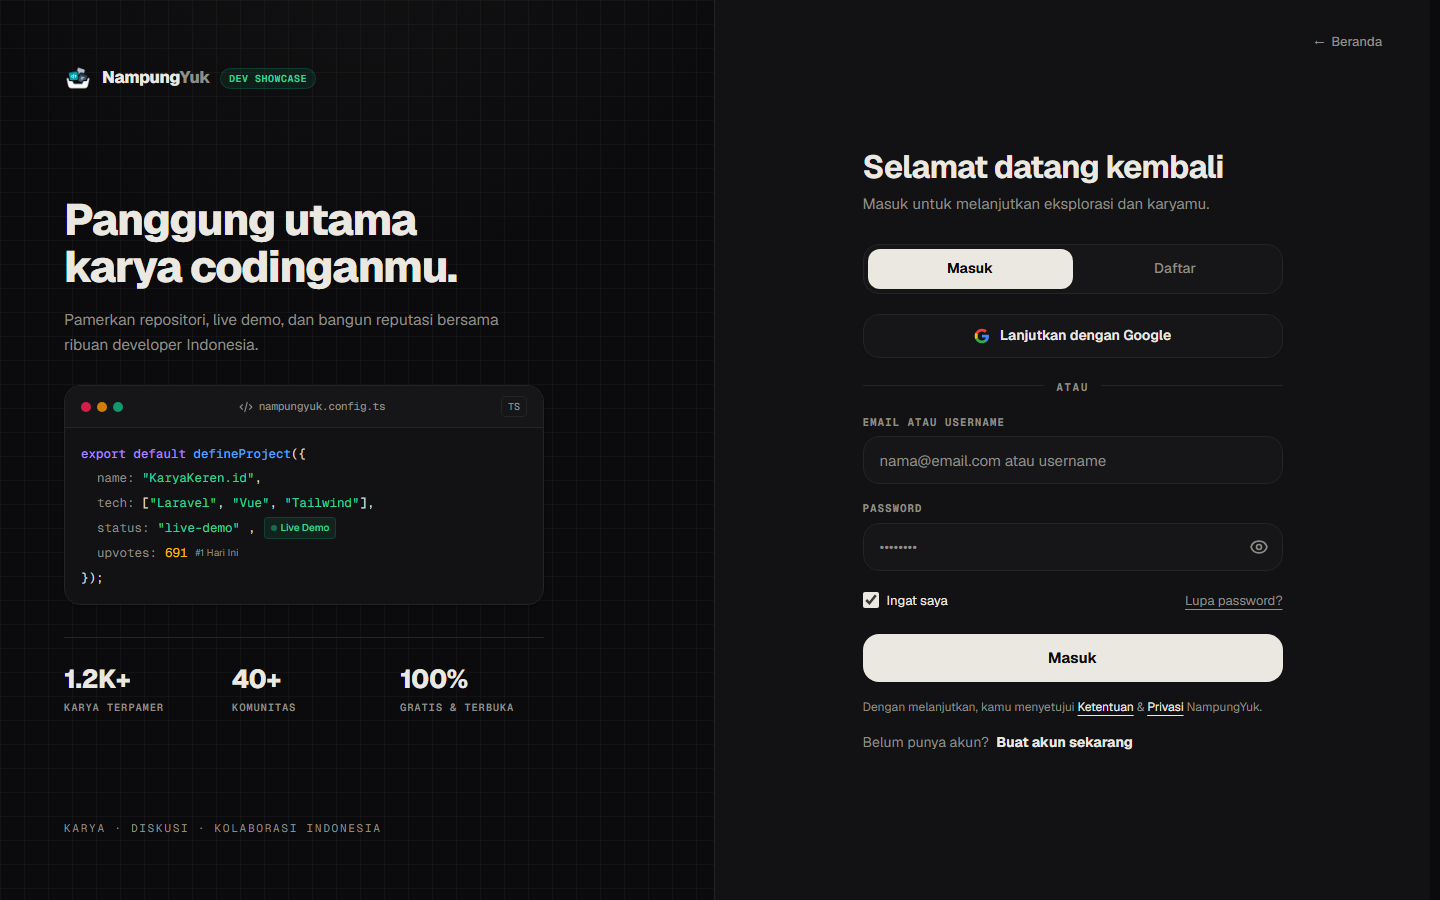 NampungYuk DEV SHOWCASE
Panggung utama
karya codinganmu.
Pamerkan repositori, live demo, dan bangun reputasi bersama
ribuan developer Indonesia.
</> nampungyuk.config.ts TS
export default defineProject({
name: "KaryaKeren.id",
tech: ["Laravel", "Vue", "Tailwind"],
status: "live-demo" , Live Demo
upvotes: 691 #1 Hari Ini
});
1.2K+ 40+ 100%
KARYA TERPAMER KOMUNITAS GRATIS & TERBUKA
KARYA · DISKUSI · KOLABORASI INDONESIA
← Beranda
Selamat datang kembali
Masuk untuk melanjutkan eksplorasi dan karyamu.
Masuk Daftar
Lanjutkan dengan Google
ATAU
EMAIL ATAU USERNAME
nama@email.com atau username
PASSWORD
••••••••
Ingat saya Lupa password?
Masuk
Dengan melanjutkan, kamu menyetujui Ketentuan & Privasi NampungYuk.
Belum punya akun? Buat akun sekarang